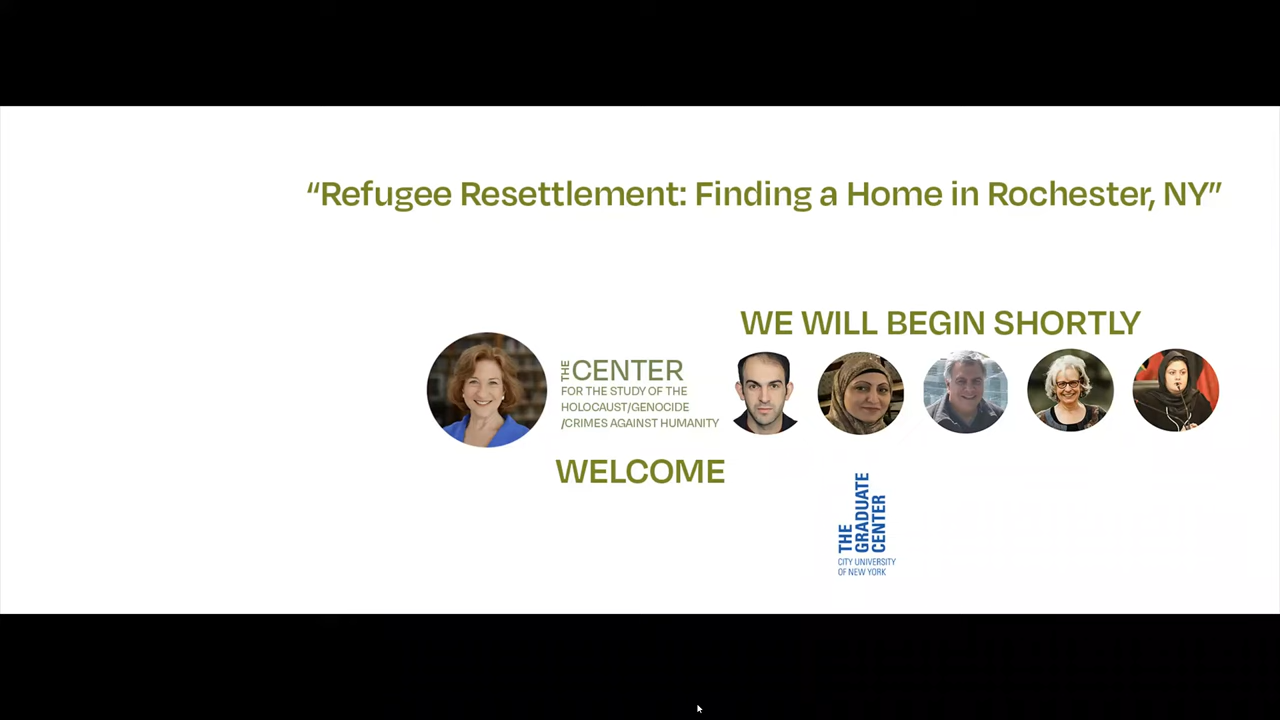 “Refugee Resettlement: Finding a Home in Rochester, NY”
WE WILL BEGIN SHORTLY
THE CENTER
FOR THE STUDY OF THE
HOLOCAUST/GENOCIDE
/CRIMES AGAINST HUMANITY
WELCOME
THE
GRADUATE
CENTER
CITY UNIVERSITY
OF NEW YORK